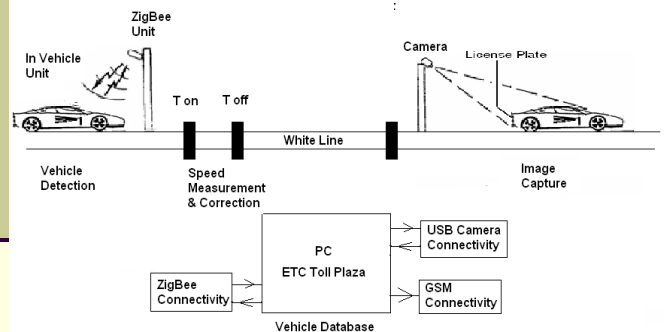 :
ZigBee
Unit
In Vehicle
Unit
Camera
License Plate
T on
T off
White Line
Vehicle
Detection
Speed
Measurement
& Correction
Image
Capture
PC
ETC Toll Plaza
USB Camera
Connectivity
ZigBee
Connectivity
GSM
Connectivity
Vehicle Database